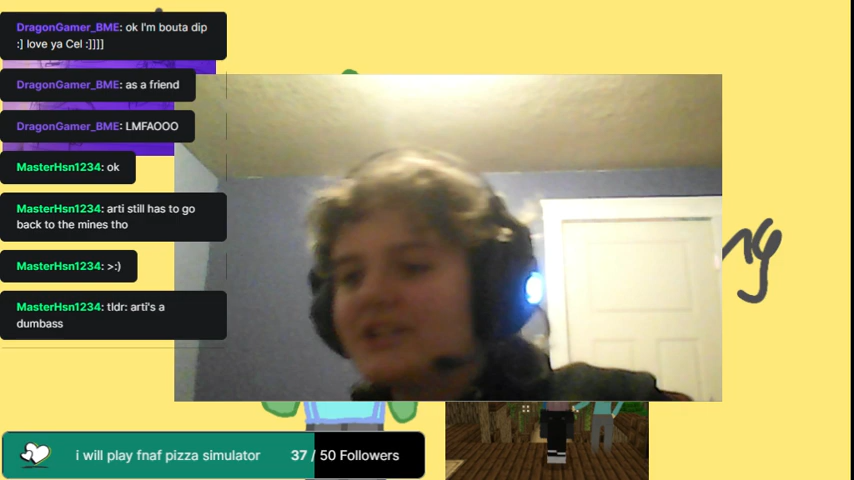 DragonGamer_BME: ok I'm bouta dip
:] love ya Cel :]]]]
DragonGamer_BME: as a friend
DragonGamer_BME: LMFAOOO
MasterHsn1234: ok
MasterHsn1234: arti still has to go
back to the mines tho
MasterHsn1234: >:)
MasterHsn1234: tldr: arti's a
dumbass
i will play fnaf pizza simulator 37 / 50 Followers